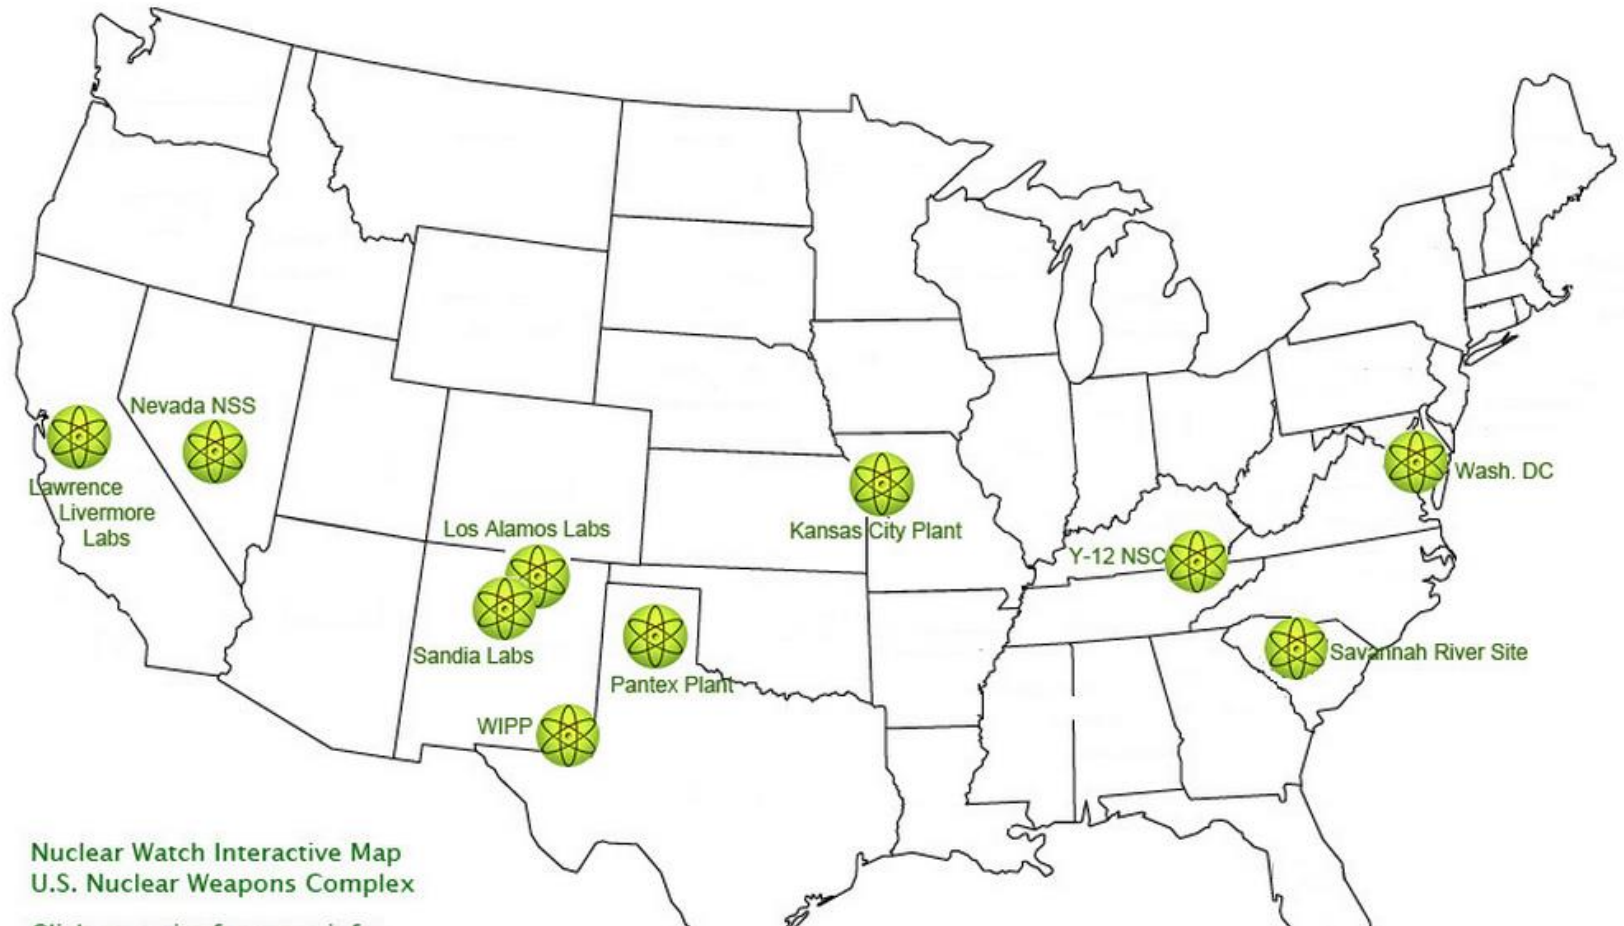 Nevada NSS
Lawrence
Livermore
Labs
Los Alamos Labs
Kansas City Plant
Wash. DC
Y-12 NSC
Sandia Labs
Savannah River Site
Pantex Plant
WIPP
Nuclear Watch Interactive Map
U.S. Nuclear Weapons Complex